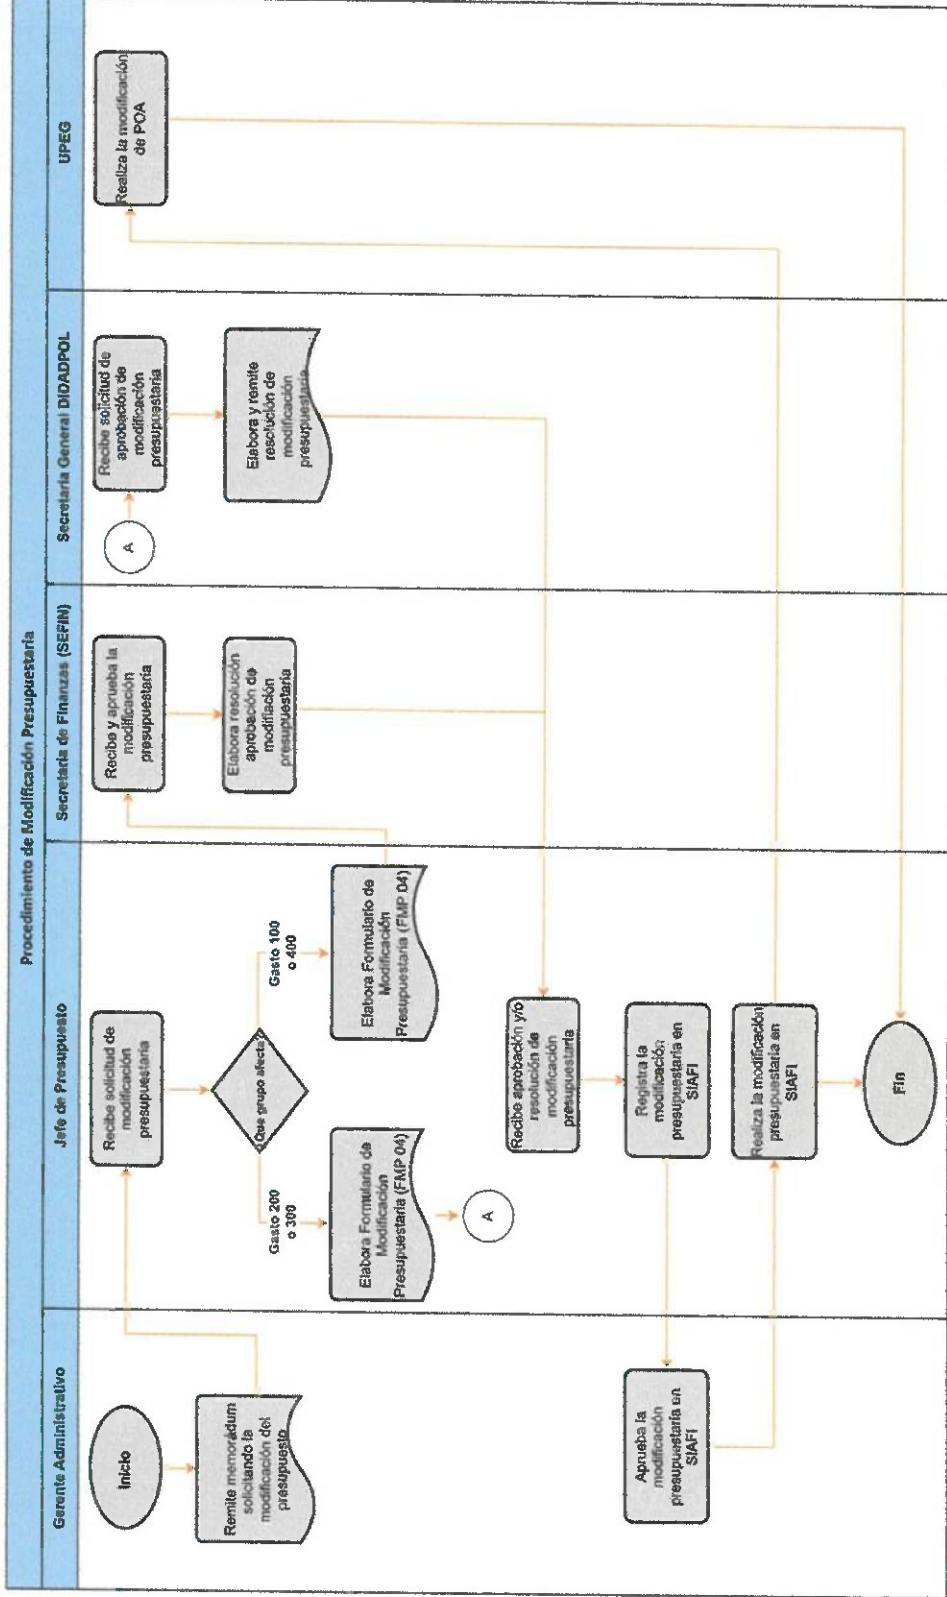 Procedimiento de Modificación Presupuestaria
Gerente Administrativo
Jefe de Presupuesto
Secretaria de Finanzas (SEFIN)
Secretaria General DIDADPOL
UPEG
Inicio
Remite memorádum
solicitando la
modificación del
presupuesto
Aprueba la
modificación
presupuestaria en
SIAFI
Recibe solicitud de
modificación
presupuestaria
Que grupo afecta?
Gasto 200
o 300
Gasto 100
o 400
Elabora Formulario de
Modificación
Presupuestaria (FMP 04)
A
Elabora Formulario de
Modificación
Presupuestaria (FMP 04)
Recibe aprobación y/o
resolución de
modificación
presupuestaria
Registra la
modificación
presupuestaria en
SIAFI
Realiza la modificación
presupuestaria en
SIAFI
Fin
Recibe y aprueba la
modificación
presupuestaria
Elabora resolución
aprobación de
modifiación
presupuestaria
A
Recibe solicitud de
aprobación de
modificación
presupuestaria
Elabora y remite
resolución de
modificación
presupuestaria
Realiza la modificación
de POA